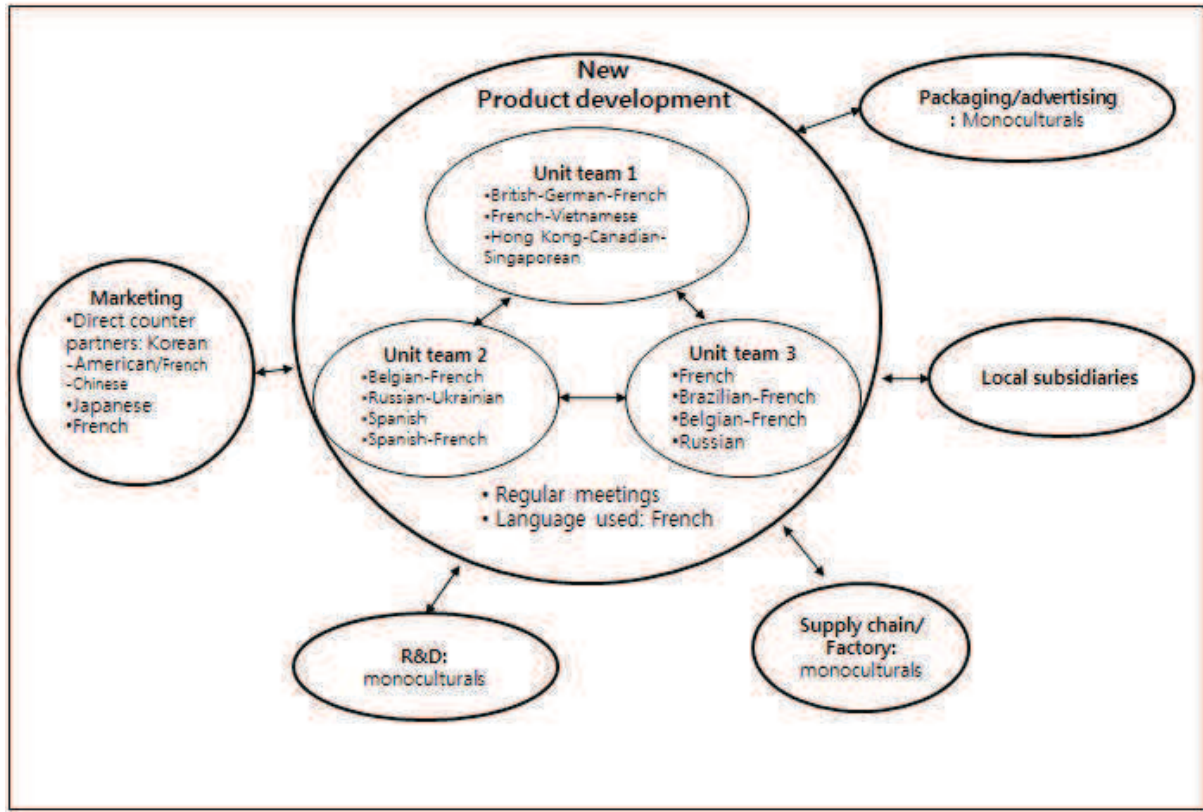 New
Product development
Packaging/advertising
: Monoculturals
Unit team 1
•British-German-French
•French-Vietnamese
•Hong Kong-Canadian-
Singaporean
Marketing
•Direct counter
partners: Korean
-American/French
-Chinese
•Japanese
•French
Unit team 2
•Belgian-French
•Russian-Ukrainian
•Spanish
•Spanish-French
Unit team 3
•French
•Brazilian-French
•Belgian-French
•Russian
Local subsidiaries
• Regular meetings
• Language used: French
R&D:
monoculturals
Supply chain/
Factory:
monoculturals